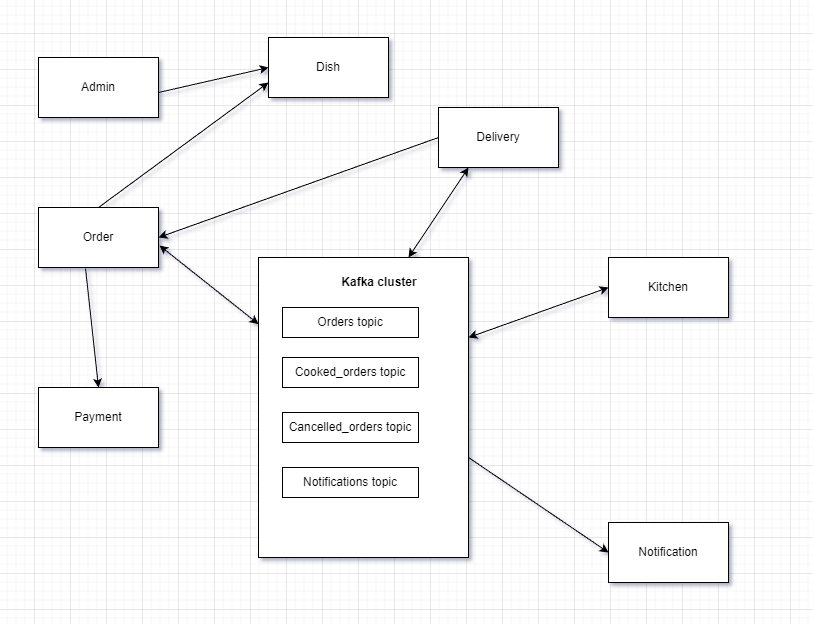 Dish
Admin
Delivery
Order
Kafka cluster
Kitchen
Orders topic
Cooked_orders topic
Payment
Cancelled_orders topic
Notifications topic
Notification